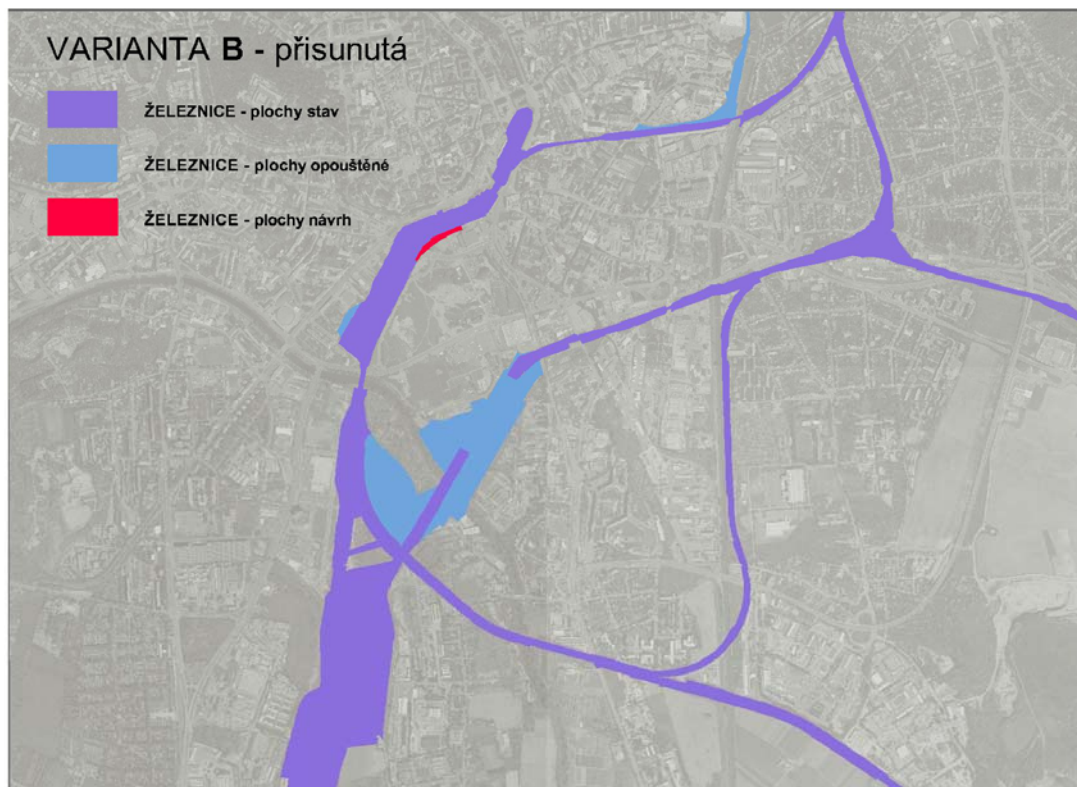 VARIANTA B - přisunutá
ŽELEZNICE - plochy stav
ŽELEZNICE - plochy opouštěné
ŽELEZNICE - plochy návrh